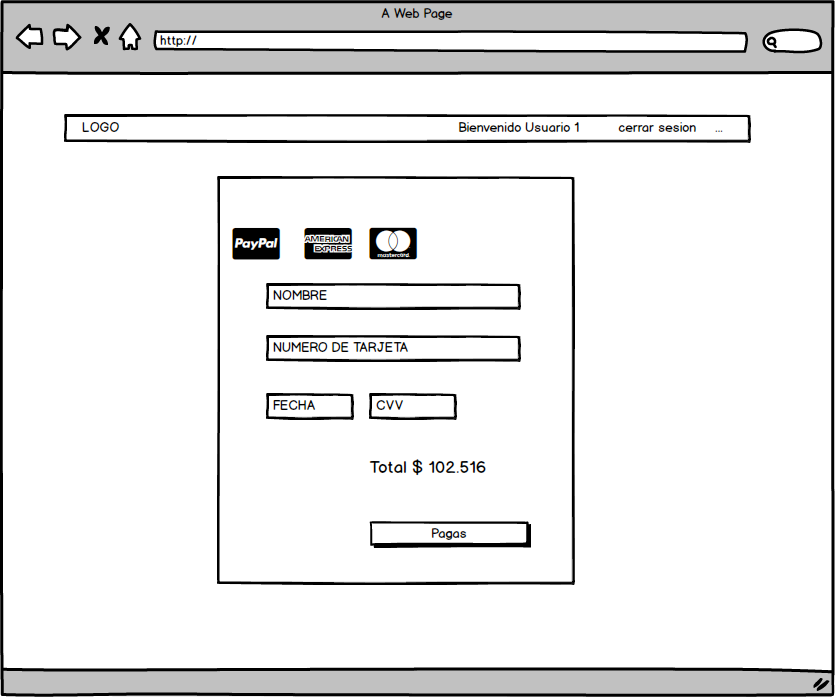 A Web Page
http://
LOGO Bienvenido Usuario 1 cerrar sesion ...
PayPal AMERICAN EXPRESS mastercard.
NOMBRE
NUMERO DE TARJETA
FECHA CVV
Total $ 102.516
Pagas